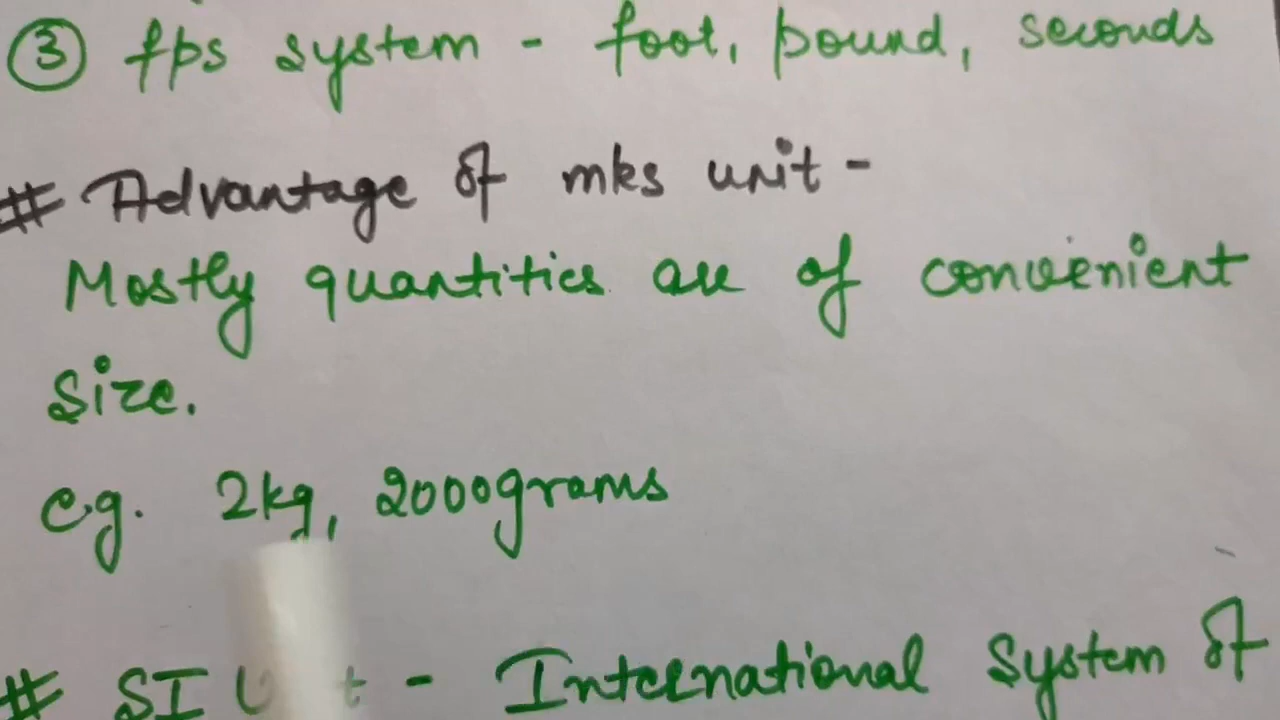 ③ fps system - foot, pound, seconds
# Advantage of mks unit -
Mostly quantities are of convenient
size.
e.g. 2kg, 2000grams
# SI - International System of